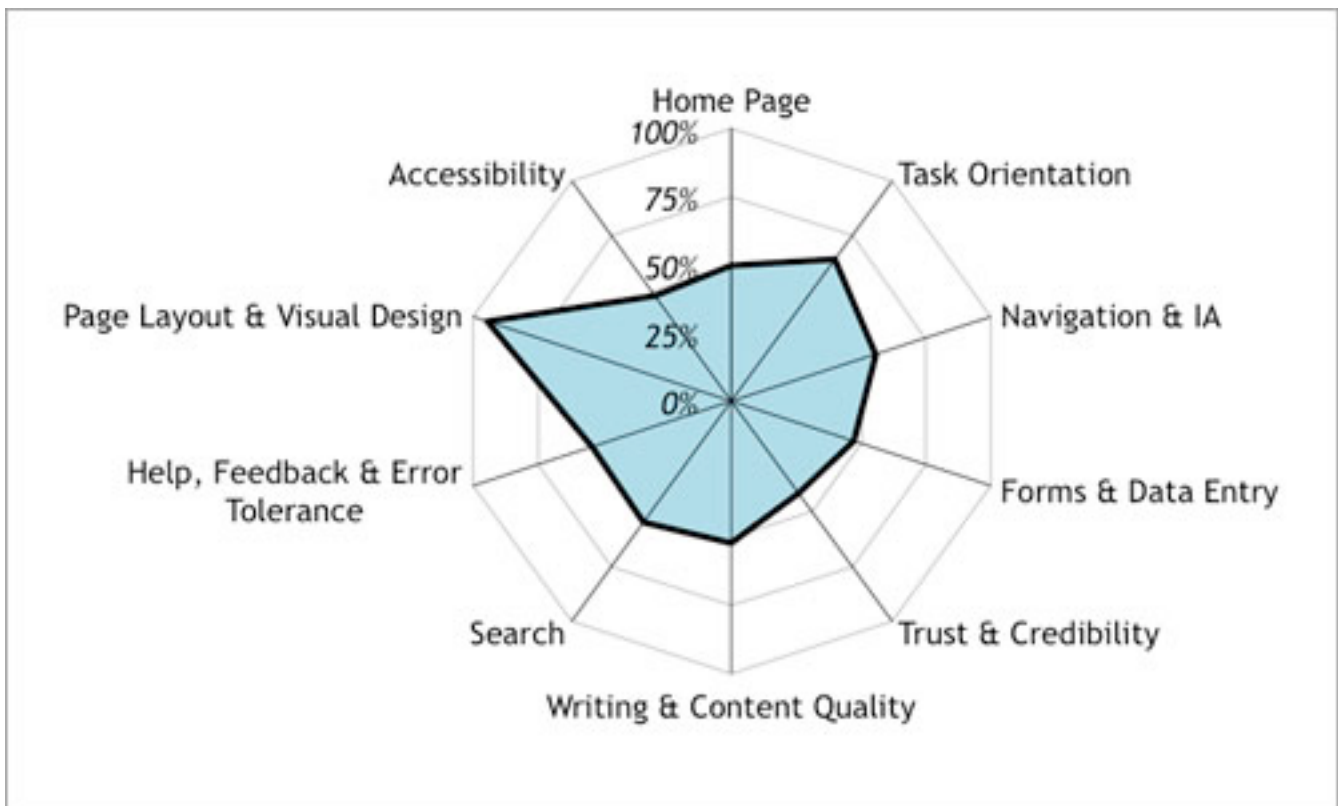 Home Page
100%
Accessibility
Task Orientation
75%
50%
Page Layout & Visual Design
Navigation & IA
25%
0%
Help, Feedback & Error
Tolerance
Forms & Data Entry
Search
Trust & Credibility
Writing & Content Quality